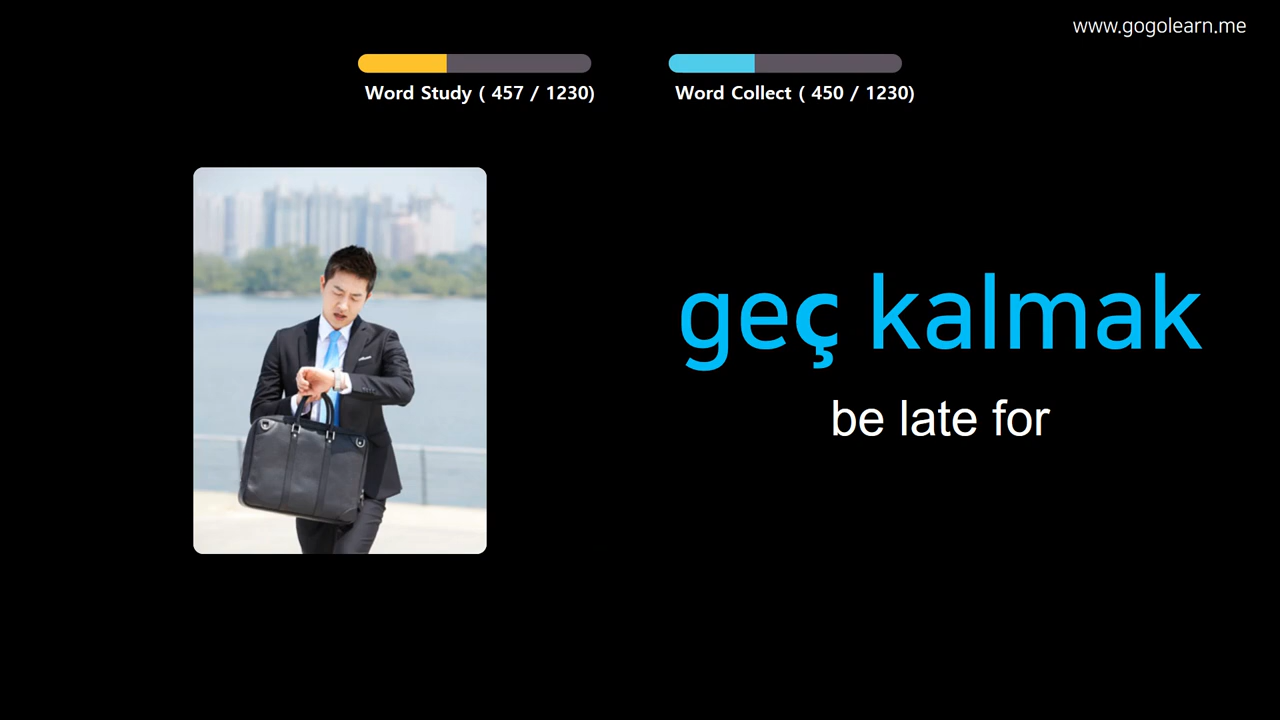 www.gogolearn.me
Word Study ( 457 / 1230)
Word Collect ( 450 / 1230)
geç kalmak
be late for